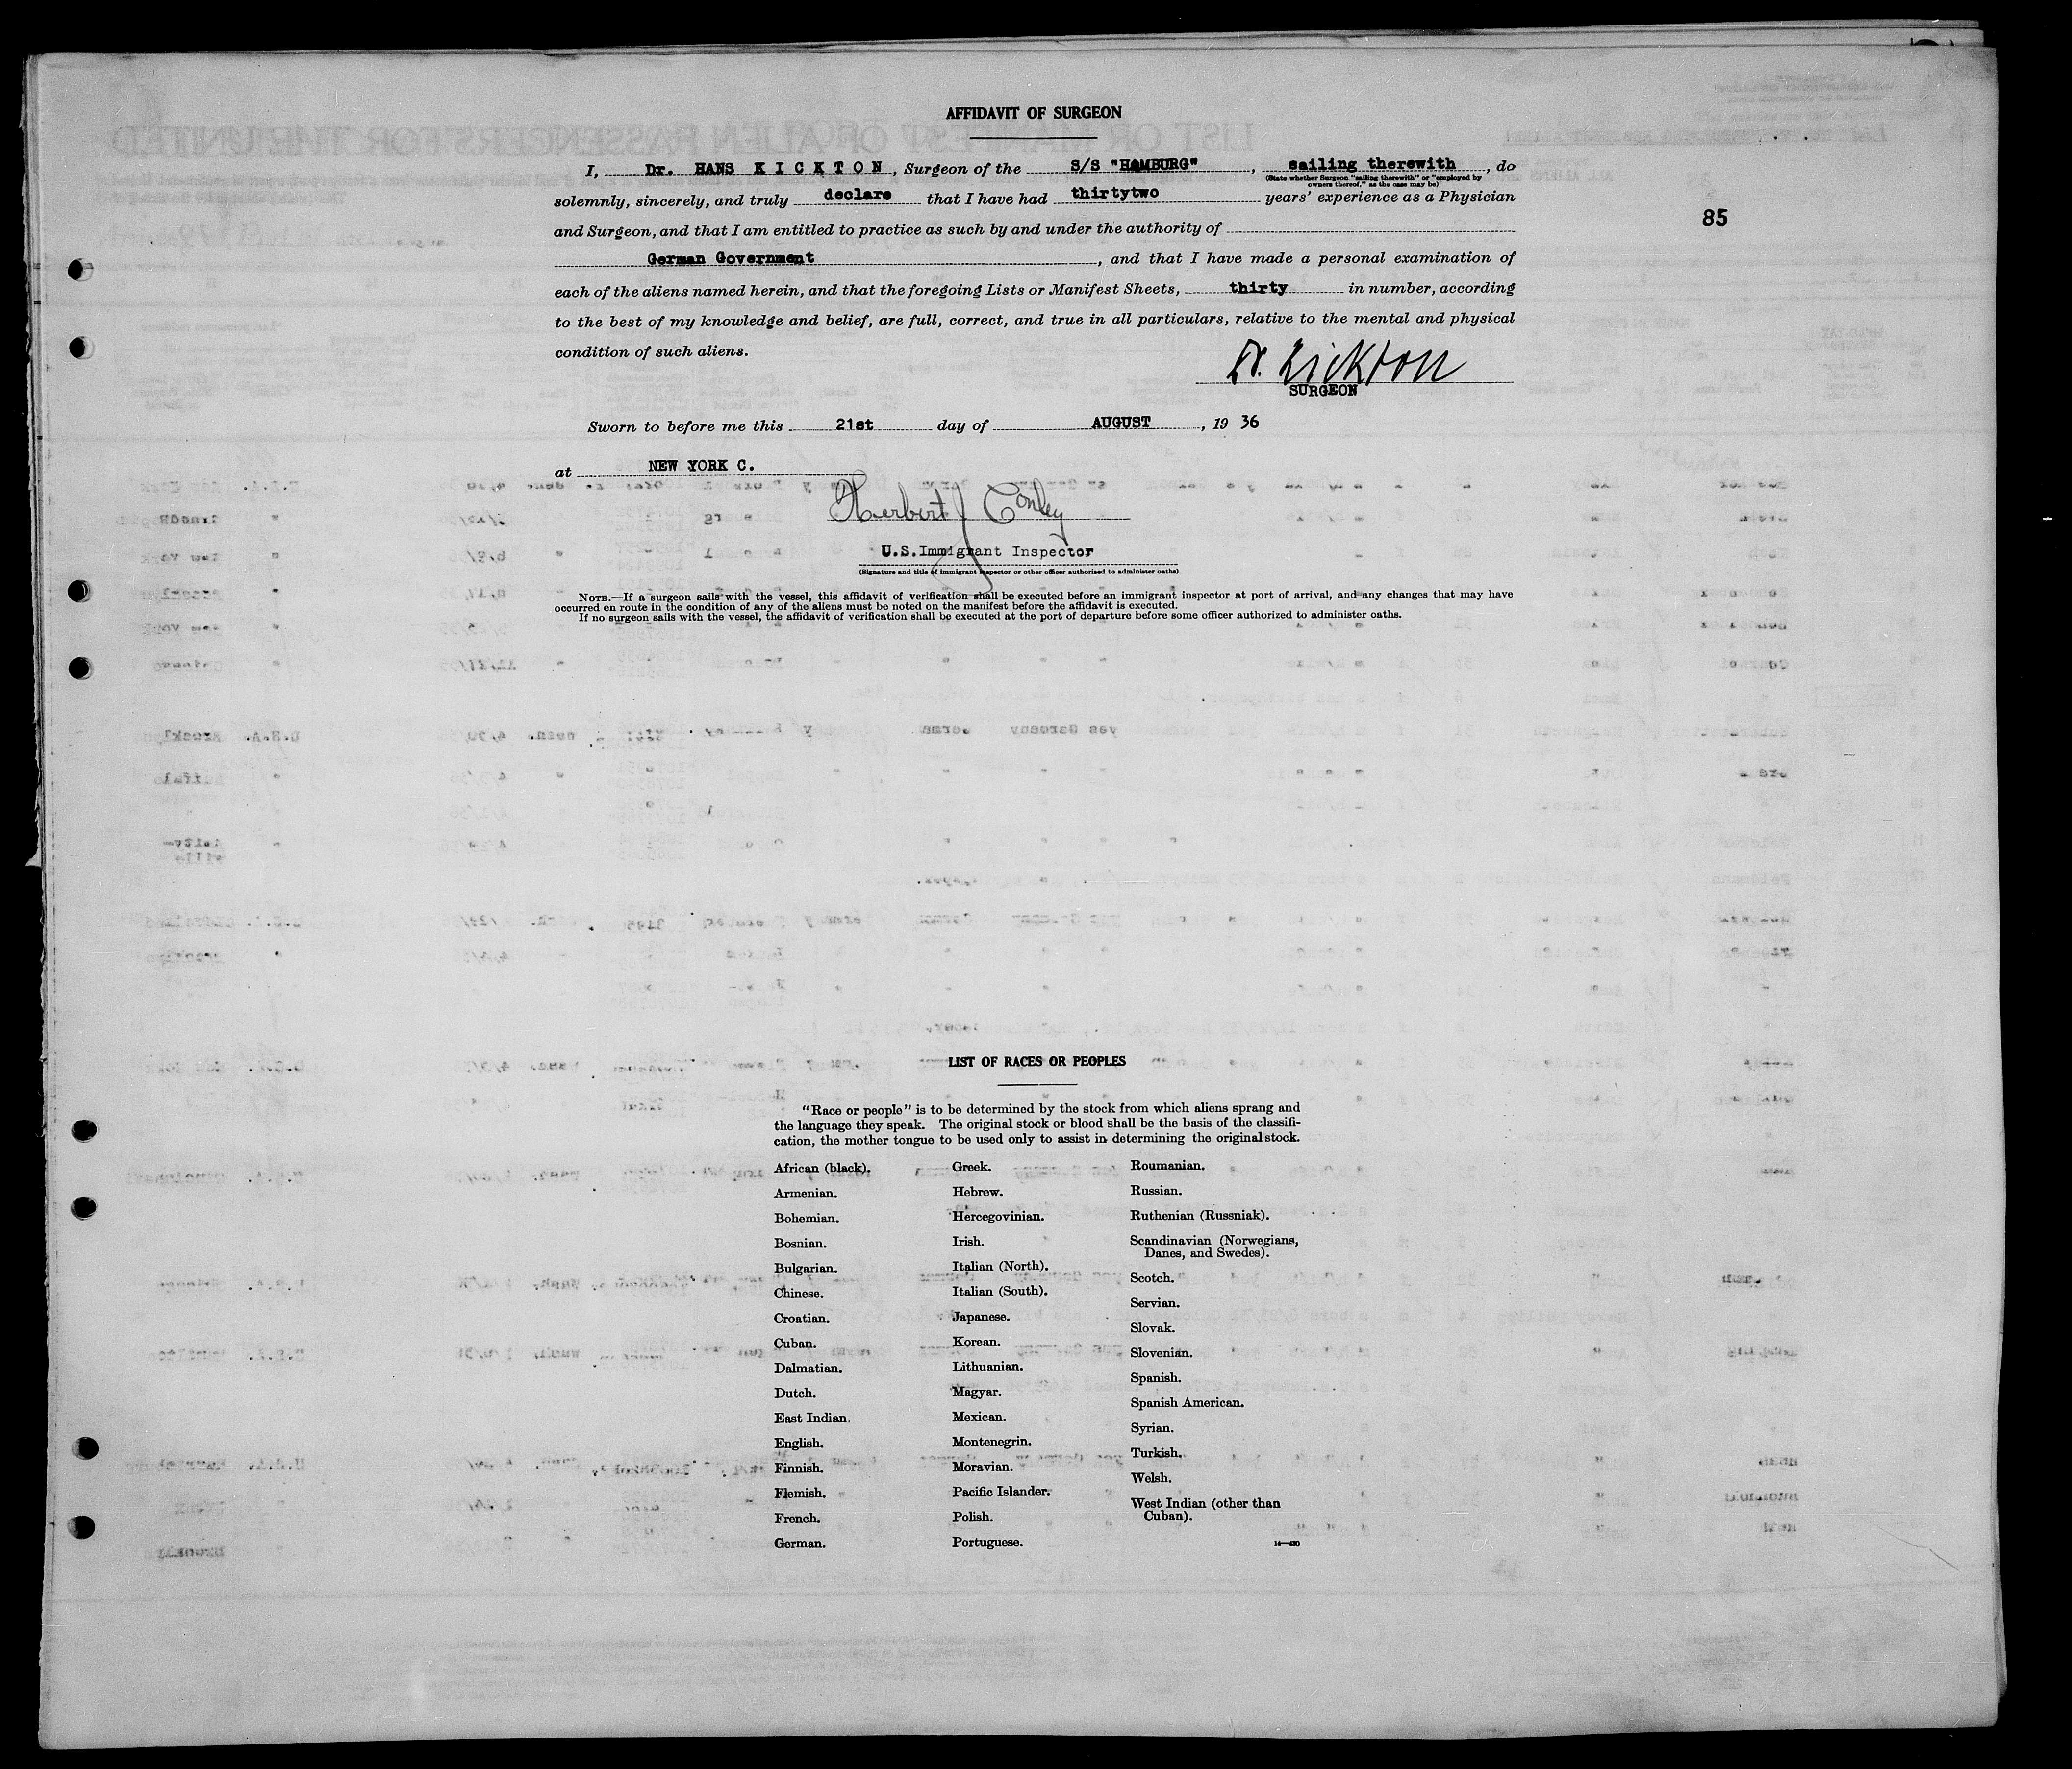 AFFIDAVIT OF SURGEON
I, Dr. HANS K I C K T O N, Surgeon of the S/S "HAMBURG", sailing therewith, do
(State whether Surgeon "sailing therewith" or "employed by
owners thereof," as the case may be)
solemnly, sincerely, and truly declare that I have had thirtytwo years' experience as a Physician
85
and Surgeon, and that I am entitled to practice as such by and under the authority of
German Government, and that I have made a personal examination of
each of the aliens named herein, and that the foregoing Lists or Manifest Sheets, thirty in number, according
to the best of my knowledge and belief, are full, correct, and true in all particulars, relative to the mental and physical
condition of such aliens.
Dr. Kickton
SURGEON
Sworn to before me this 21st day of AUGUST, 19 36
at NEW YORK C.
Herbert J Conley
U.S.Immigrant Inspector
(Signature and title of immigrant inspector or other officer authorized to administer oaths)
NOTE.—If a surgeon sails with the vessel, this affidavit of verification shall be executed before an immigrant inspector at port of arrival, and any changes that may have
occurred en route in the condition of any of the aliens must be noted on the manifest before the affidavit is executed.
If no surgeon sails with the vessel, the affidavit of verification shall be executed at the port of departure before some officer authorized to administer oaths.
LIST OF RACES OR PEOPLES
"Race or people" is to be determined by the stock from which aliens sprang and
the language they speak. The original stock or blood shall be the basis of the classifi-
cation, the mother tongue to be used only to assist in determining the original stock.
African (black).
Armenian.
Bohemian.
Bosnian.
Bulgarian.
Chinese.
Croatian.
Cuban.
Dalmatian.
Dutch.
East Indian.
English.
Finnish.
Flemish.
French.
German.
Greek.
Hebrew.
Hercegovinian.
Irish.
Italian (North).
Italian (South).
Japanese.
Korean.
Lithuanian.
Magyar.
Mexican.
Montenegrin.
Moravian.
Pacific Islander.
Polish.
Portuguese.
Roumanian.
Russian.
Ruthenian (Russniak).
Scandinavian (Norwegians,
Danes, and Swedes).
Scotch.
Servian.
Slovak.
Slovenian.
Spanish.
Spanish American.
Syrian.
Turkish.
Welsh.
West Indian (other than
Cuban).